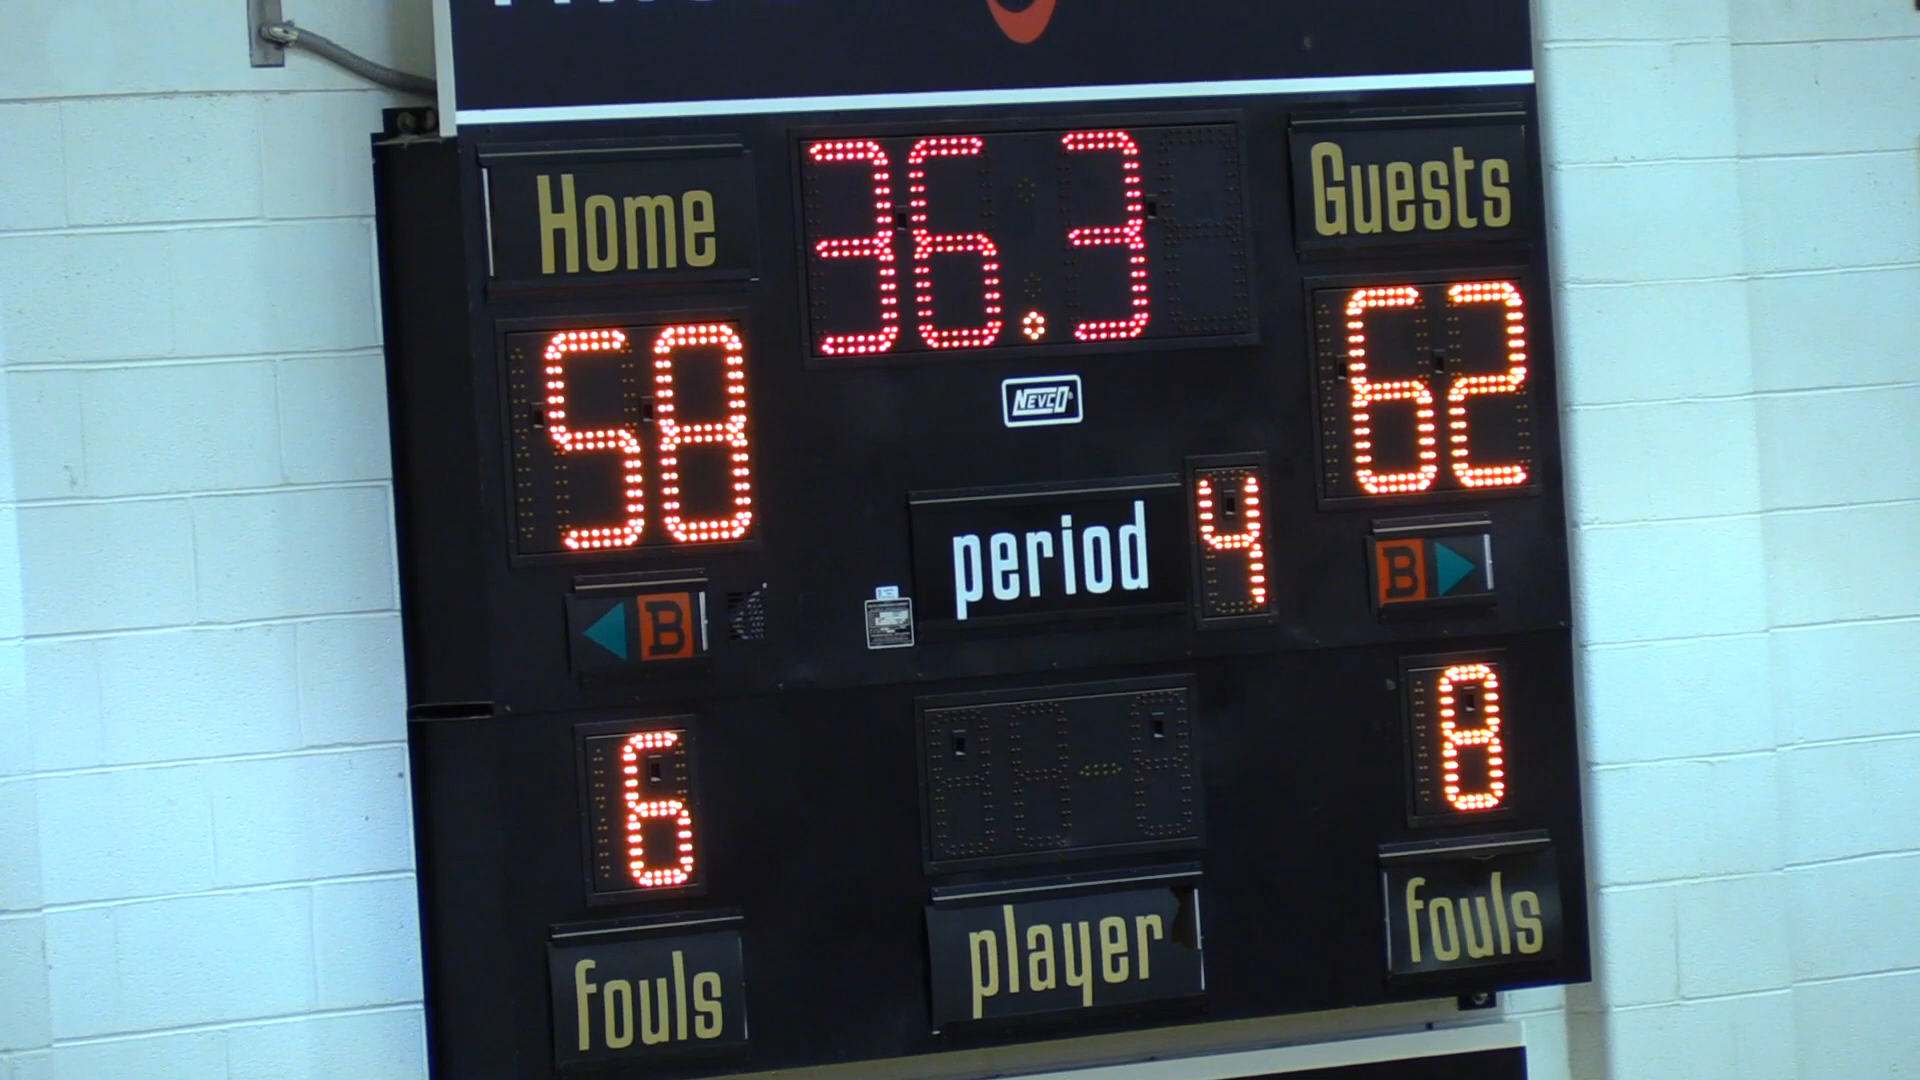 Home
36.3
Guests
58
62
NEVCO
period 4
B
B
6
8
fouls
player
fouls